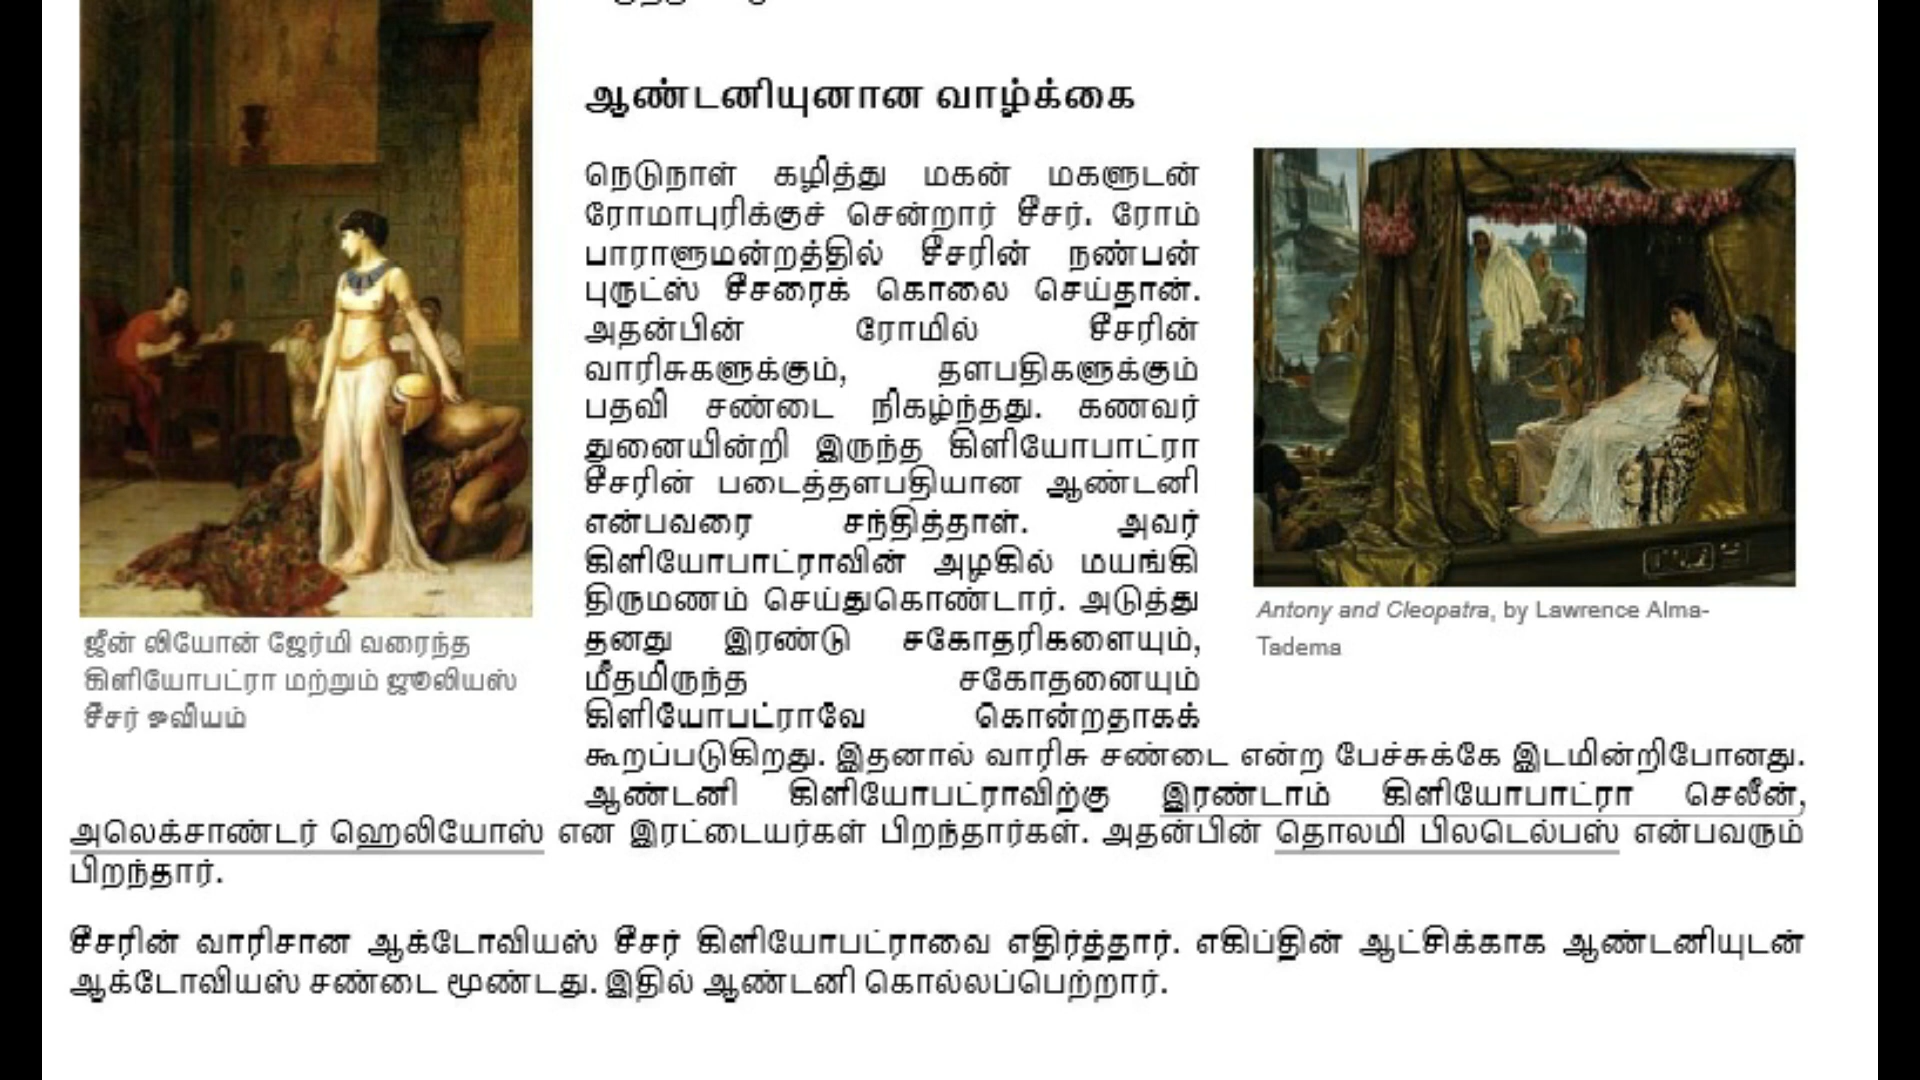 ஆண்டனியுனான வாழ்க்கை
நெடுநாள் கழித்து மகன் மகளுடன்
ரோமாபுரிக்குச் சென்றார் சீசர். ரோம்
பாராளுமன்றத்தில் சீசரின் நண்பன்
புருட்ஸ் சீசரைக் கொலை செய்தான்.
அதன்பின் ரோமில் சீசரின்
வாரிசுகளுக்கும், தளபதிகளுக்கும்
பதவி சண்டை நிகழ்ந்தது. கணவர்
துனையின்றி இருந்த கிளியோபாட்ரா
சீசரின் படைத்தளபதியான ஆண்டனி
என்பவரை சந்தித்தாள். அவர்
கிளியோபாட்ராவின் அழகில் மயங்கி
திருமணம் செய்துகொண்டார். அடுத்து
தனது இரண்டு சகோதரிகளையும்,
மீதமிருந்த சகோதனையும்
கிளியோபட்ராவே கொன்றதாகக்
கூறப்படுகிறது. இதனால் வாரிசு சண்டை என்ற பேச்சுக்கே இடமின்றிபோனது.
ஆண்டனி கிளியோபட்ராவிற்கு இரண்டாம் கிளியோபாட்ரா செலீன்,
அலெக்சாண்டர் ஹெலியோஸ் என இரட்டையர்கள் பிறந்தார்கள். அதன்பின் தொலமி பிலடெல்பஸ் என்பவரும்
பிறந்தார்.
சீசரின் வாரிசான ஆக்டோவியஸ் சீசர் கிளியோபட்ராவை எதிர்த்தார். எகிப்தின் ஆட்சிக்காக ஆண்டனியுடன்
ஆக்டோவியஸ் சண்டை மூண்டது. இதில் ஆண்டனி கொல்லப்பெற்றார்.
ஜீன் லியோன் ஜேர்மி வரைந்த
கிளியோபட்ரா மற்றும் ஜூலியஸ்
சீசர் ஓவியம்
Antony and Cleopatra, by Lawrence Alma-
Tadema